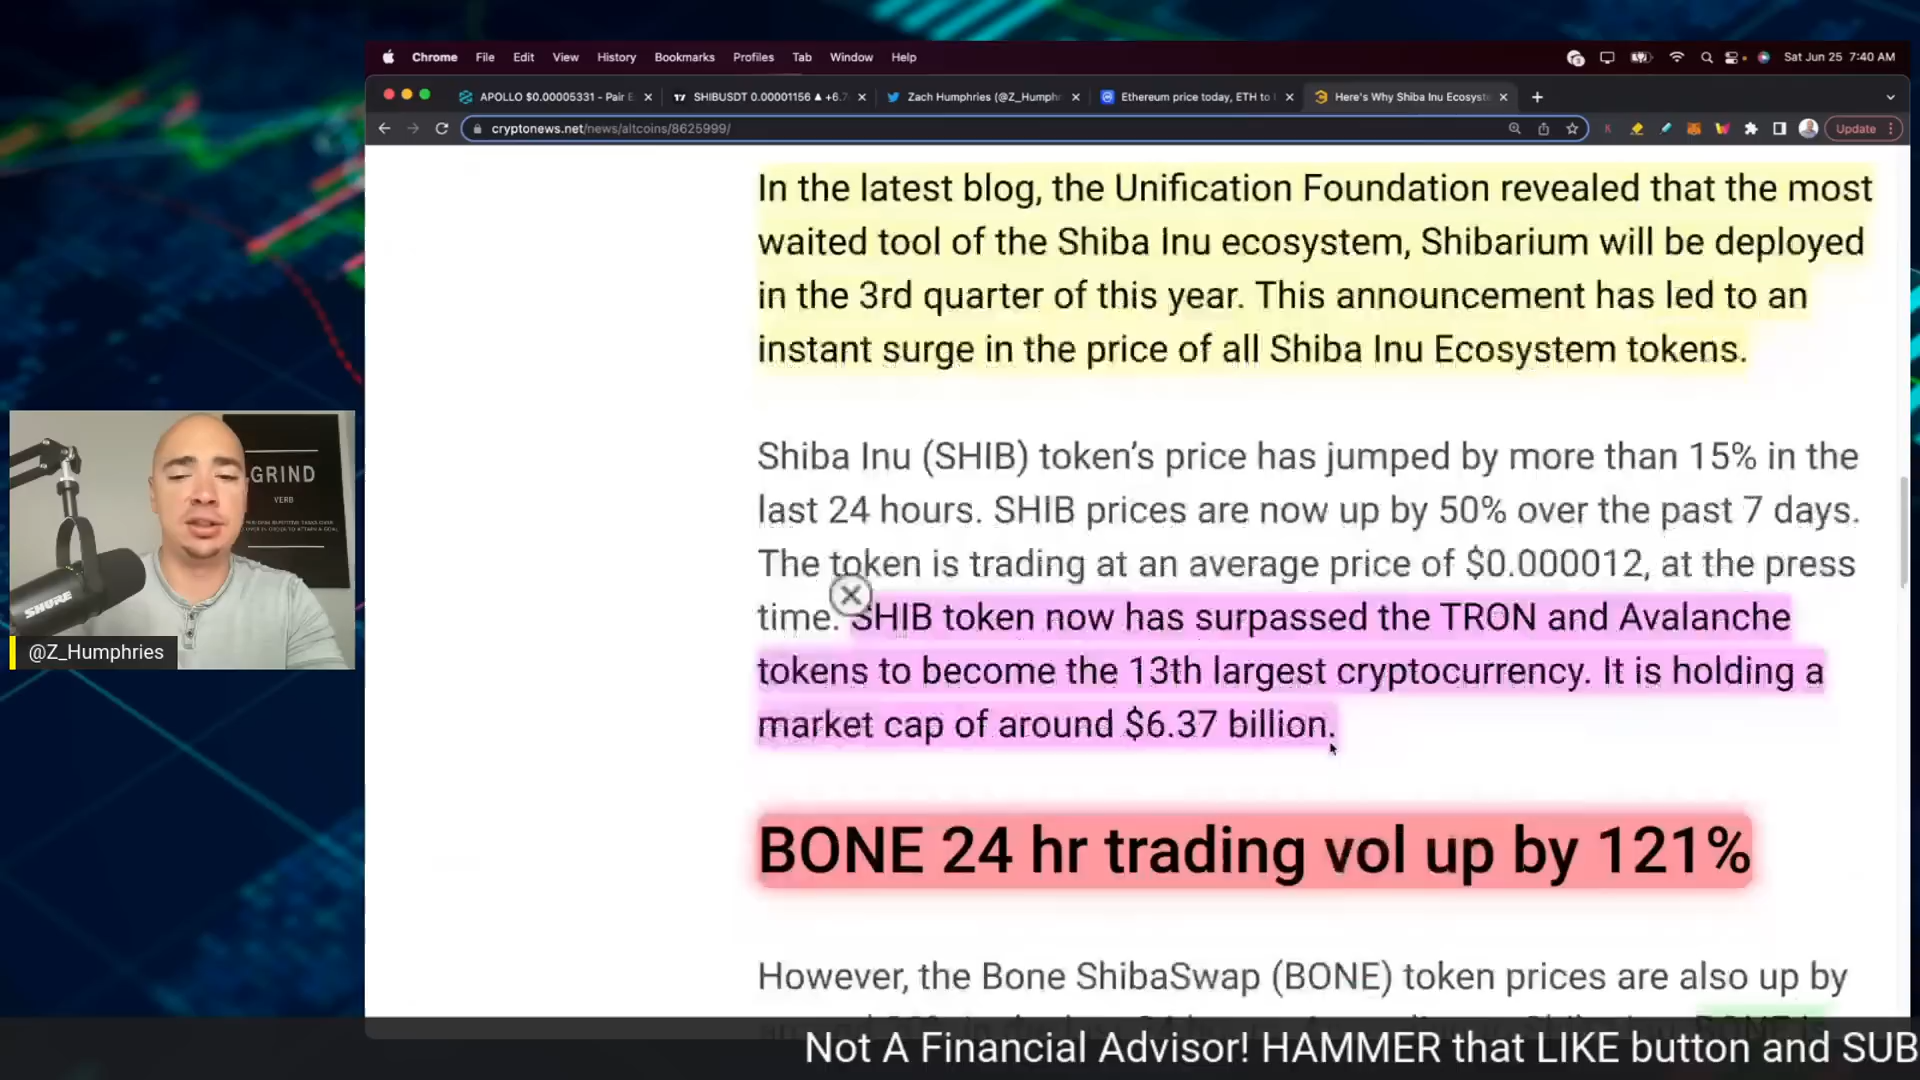 Chrome File Edit View History Bookmarks Profiles Tab Window Help Sat Jun 25 7:40 AM
APOLLO $0.00005331 - Pair E SHIBUSDT 0.00001156 ▲ +6.7 Zach Humphries (@Z_Humphr Ethereum price today, ETH to Here's Why Shiba Inu Ecosyst
cryptonews.net/news/altcoins/8625999/ Update
In the latest blog, the Unification Foundation revealed that the most
waited tool of the Shiba Inu ecosystem, Shibarium will be deployed
in the 3rd quarter of this year. This announcement has led to an
instant surge in the price of all Shiba Inu Ecosystem tokens.
Shiba Inu (SHIB) token's price has jumped by more than 15% in the
last 24 hours. SHIB prices are now up by 50% over the past 7 days.
The token is trading at an average price of $0.000012, at the press
time. SHIB token now has surpassed the TRON and Avalanche
tokens to become the 13th largest cryptocurrency. It is holding a
market cap of around $6.37 billion.
BONE 24 hr trading vol up by 121%
However, the Bone ShibaSwap (BONE) token prices are also up by
GRIND
VERB
SHURE
@Z_Humphries
Not A Financial Advisor! HAMMER that LIKE button and SUB